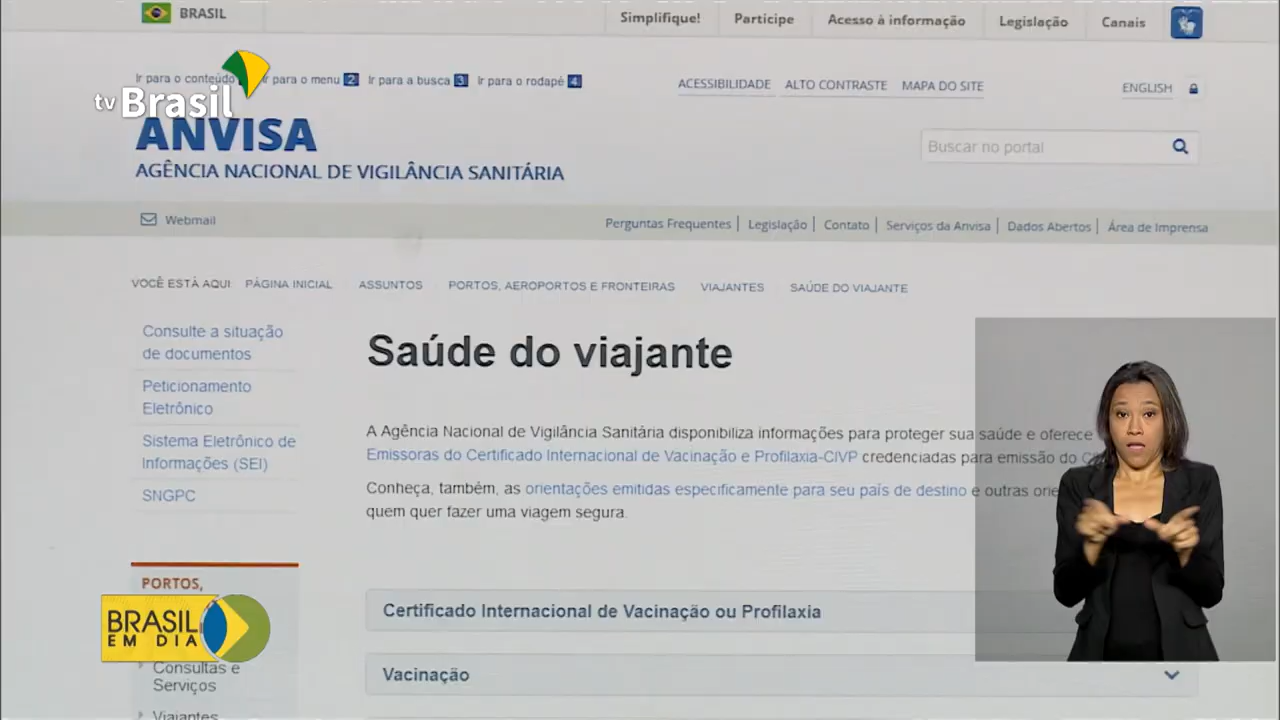 BRASIL
Simplifique!
Participe
Acesso à informação
Legislação
Canais
Ir para o conteúdo
ir para o menu 2
Ir para a busca 3
Ir para o rodapé 4
ACESSIBILIDADE
ALTO CONTRASTE
MAPA DO SITE
ENGLISH
tv Brasil
ANVISA
AGÊNCIA NACIONAL DE VIGILÂNCIA SANITÁRIA
Buscar no portal
Webmail
Perguntas Frequentes | Legislação | Contato | Serviços da Anvisa | Dados Abertos | Área de Imprensa
VOCÊ ESTÁ AQUI: PÁGINA INICIAL ASSUNTOS PORTOS, AEROPORTOS E FRONTEIRAS VIAJANTES SAÚDE DO VIAJANTE
Consulte a situação
de documentos
Peticionamento
Eletrônico
Sistema Eletrônico de
Informações (SEI)
SNGPC
Saúde do viajante
A Agência Nacional de Vigilância Sanitária disponibiliza informações para proteger sua saúde e oferece
Emissoras do Certificado Internacional de Vacinação e Profilaxia-CIVP credenciadas para emissão do
Conheça, também, as orientações emitidas especificamente para seu país de destino e outras
quem quer fazer uma viagem segura.
PORTOS,
BRASIL
EM DIA
Consultas e
Serviços
Viajantes
Certificado Internacional de Vacinação ou Profilaxia
Vacinação